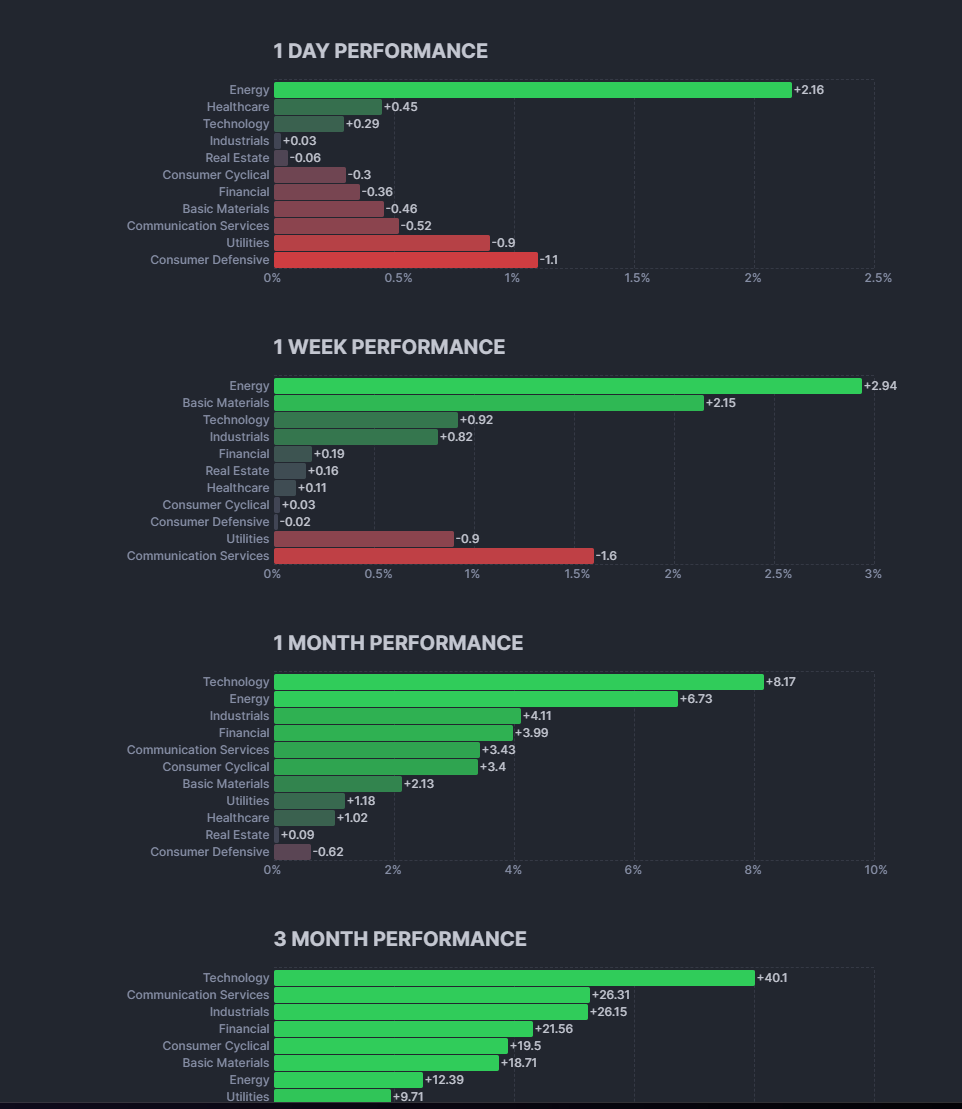 1 DAY PERFORMANCE
Energy +2.16
Healthcare +0.45
Technology +0.29
Industrials +0.03
Real Estate -0.06
Consumer Cyclical -0.3
Financial -0.36
Basic Materials -0.46
Communication Services -0.52
Utilities -0.9
Consumer Defensive -1.1
0% 0.5% 1% 1.5% 2% 2.5%
1 WEEK PERFORMANCE
Energy +2.94
Basic Materials +2.15
Technology +0.92
Industrials +0.82
Financial +0.19
Real Estate +0.16
Healthcare +0.11
Consumer Cyclical +0.03
Consumer Defensive -0.02
Utilities -0.9
Communication Services -1.6
0% 0.5% 1% 1.5% 2% 2.5% 3%
1 MONTH PERFORMANCE
Technology +8.17
Energy +6.73
Industrials +4.11
Financial +3.99
Communication Services +3.43
Consumer Cyclical +3.4
Basic Materials +2.13
Utilities +1.18
Healthcare +1.02
Real Estate +0.09
Consumer Defensive -0.62
0% 2% 4% 6% 8% 10%
3 MONTH PERFORMANCE
Technology +40.1
Communication Services +26.31
Industrials +26.15
Financial +21.56
Consumer Cyclical +19.5
Basic Materials +18.71
Energy +12.39
Utilities +9.71